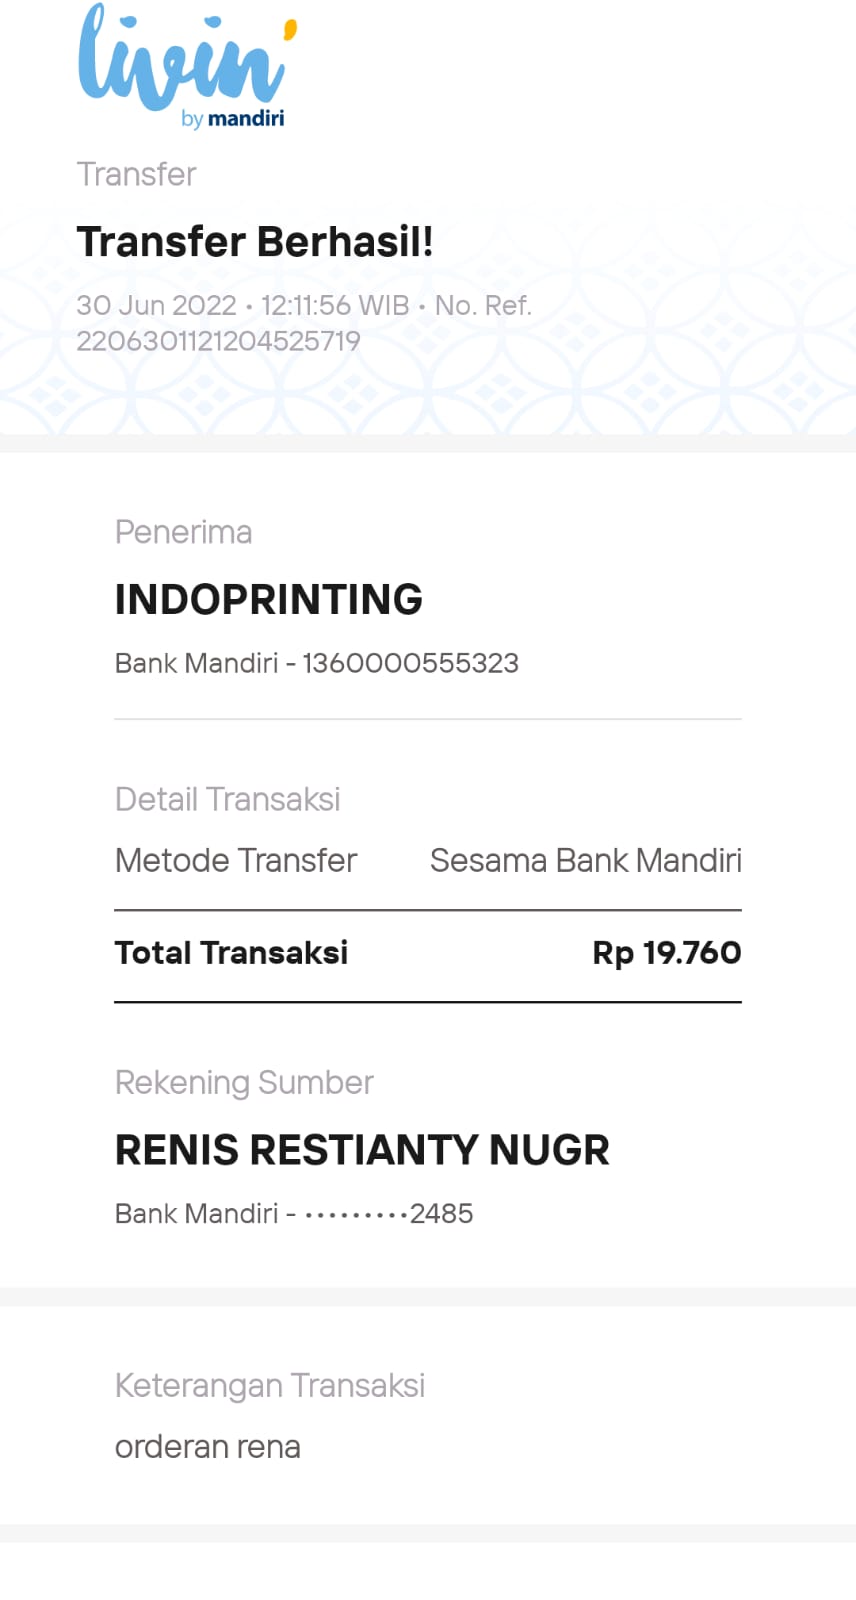 livin'
by mandiri
Transfer
Transfer Berhasil!
30 Jun 2022 • 12:11:56 WIB • No. Ref.
2206301121204525719
Penerima
INDOPRINTING
Bank Mandiri - 1360000555323
Detail Transaksi
Metode Transfer Sesama Bank Mandiri
Total Transaksi Rp 19.760
Rekening Sumber
RENIS RESTIANTY NUGR
Bank Mandiri - •••••••••2485
Keterangan Transaksi
orderan rena